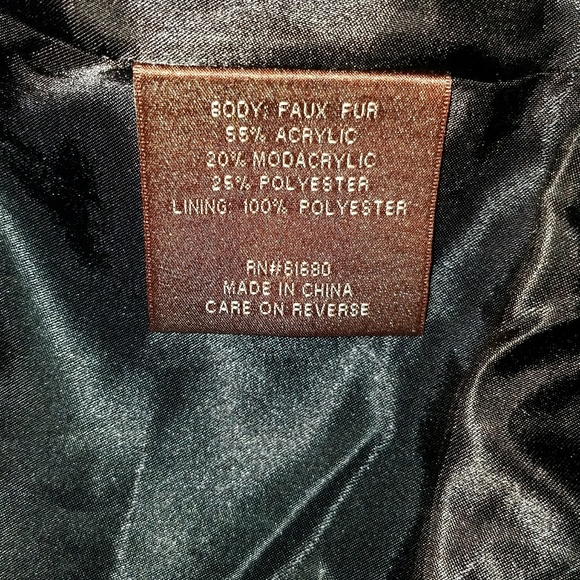 BODY: FAUX FUR
55% ACRYLIC
20% MODACRYLIC
25% POLYESTER
LINING: 100% POLYESTER
RN#61680
MADE IN CHINA
CARE ON REVERSE